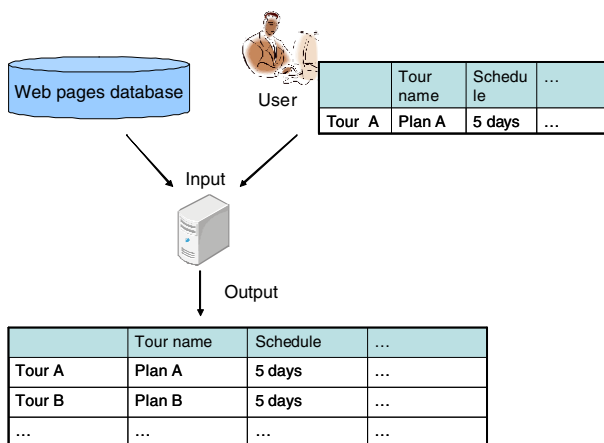 Web pages database
User
Tour name Schedu le …
Tour A Plan A 5 days …
Input
Output
Tour name Schedule …
Tour A Plan A 5 days …
Tour B Plan B 5 days …
… … … …